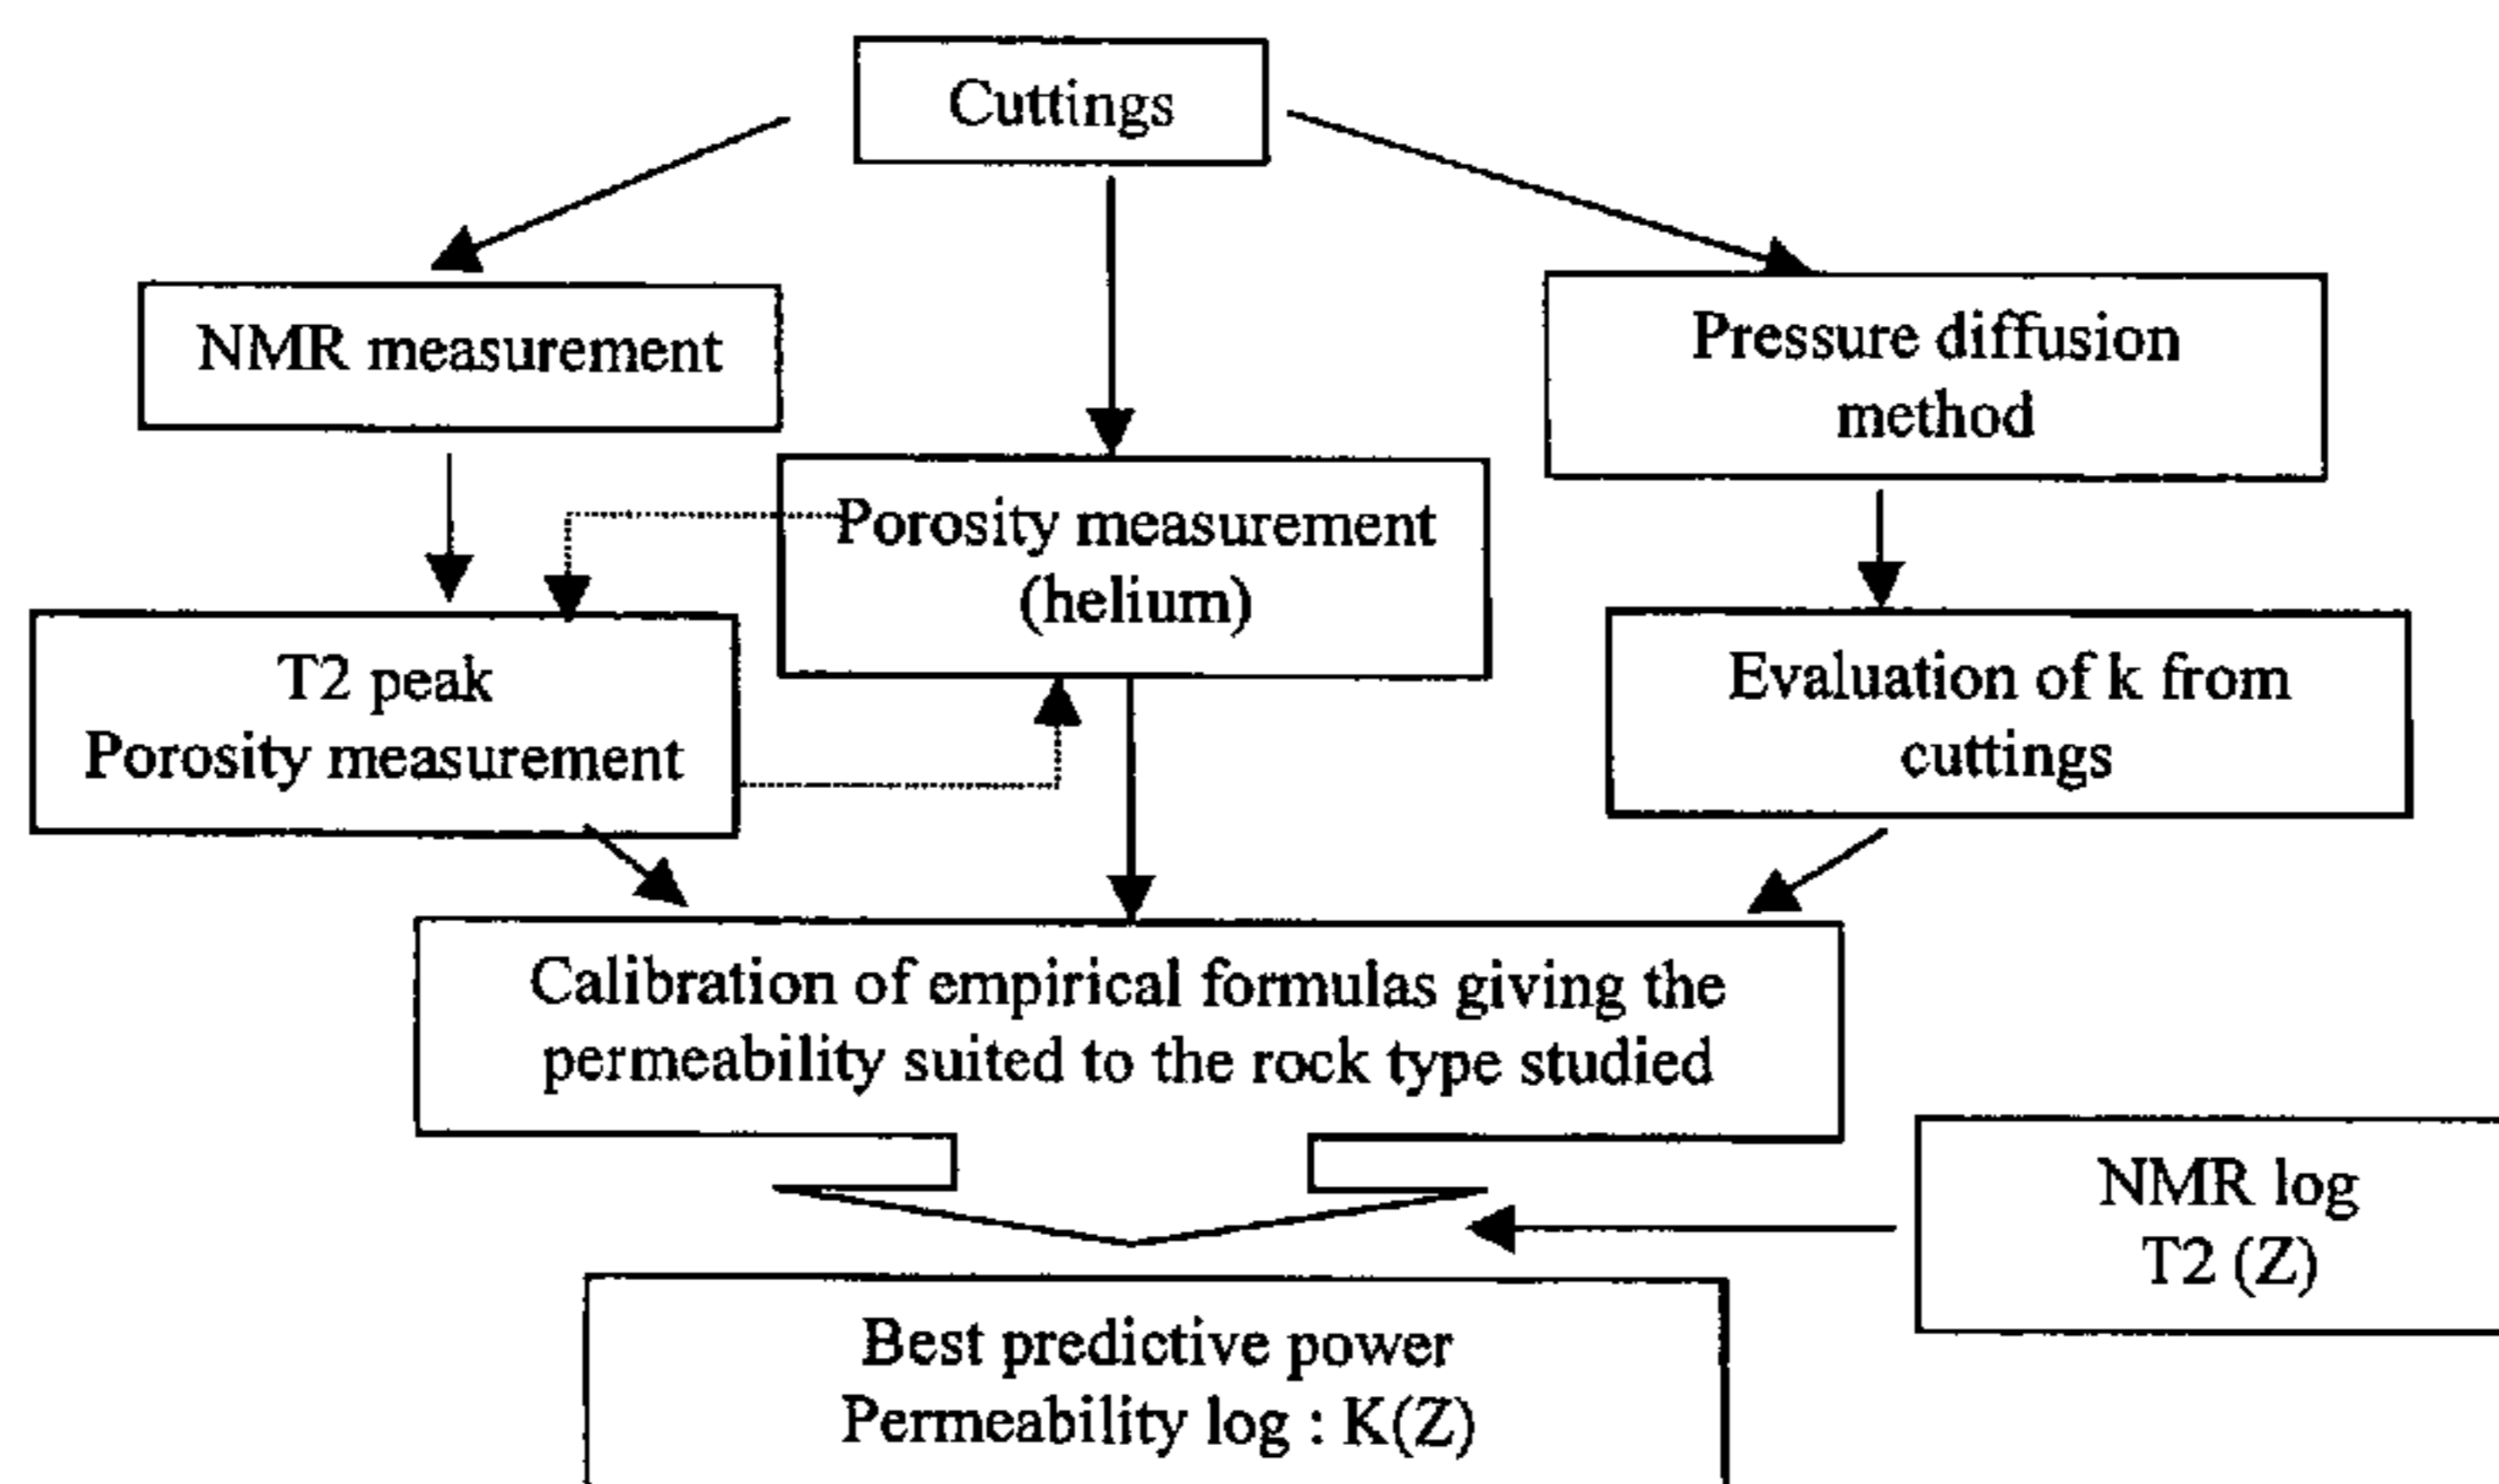 Cuttings
NMR measurement
Pressure diffusion
method
Porosity measurement
(helium)
T2 peak
Porosity measurement
Evaluation of k from
cuttings
Calibration of empirical formulas giving the
permeability suited to the rock type studied
NMR log
T2 (Z)
Best predictive power
Permeability log : K(Z)